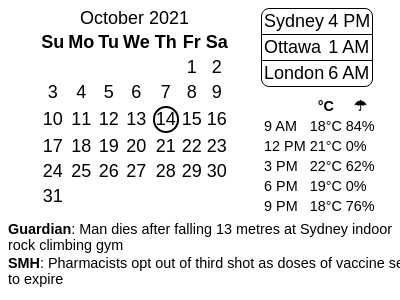 October 2021
Su Mo Tu We Th Fr Sa
1 2
3 4 5 6 7 8 9
10 11 12 13 14 15 16
17 18 19 20 21 22 23
24 25 26 27 28 29 30
31
Sydney 4 PM
Ottawa 1 AM
London 6 AM
°C ☂
9 AM 18°C 84%
12 PM 21°C 0%
3 PM 22°C 62%
6 PM 19°C 0%
9 PM 18°C 76%
Guardian: Man dies after falling 13 metres at Sydney indoor
rock climbing gym
SMH: Pharmacists opt out of third shot as doses of vaccine se
to expire